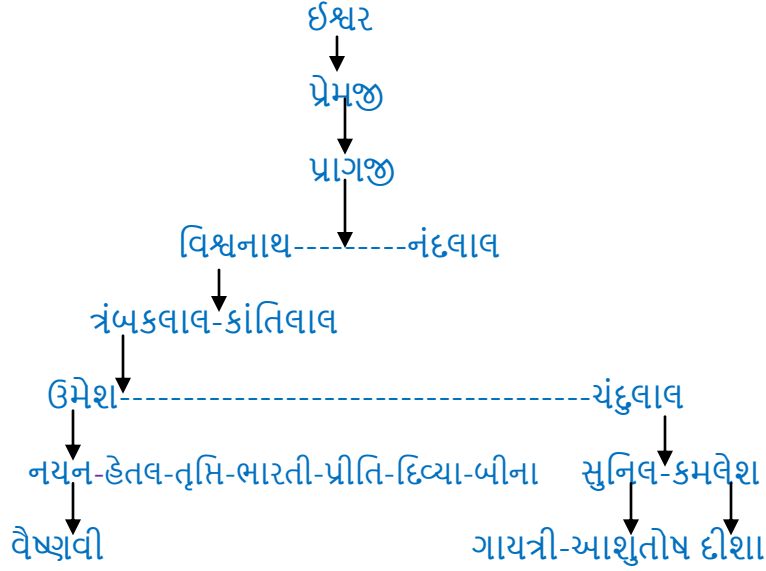 ઈશ્વર
પ્રેમજી
પ્રાગજી
વિશ્વનાથ---------નંદલાલ
ત્રંબકલાલ-કાંતિલાલ
ઉમેશ------------------------------------ચંદુલાલ
નયન-હેતલ-તૃપ્તિ-ભારતી-પ્રીતિ-દિવ્યા-બીના સુનિલ-કમલેશ
વૈષ્ણવી ગાયત્રી-આશુતોષ દીશા